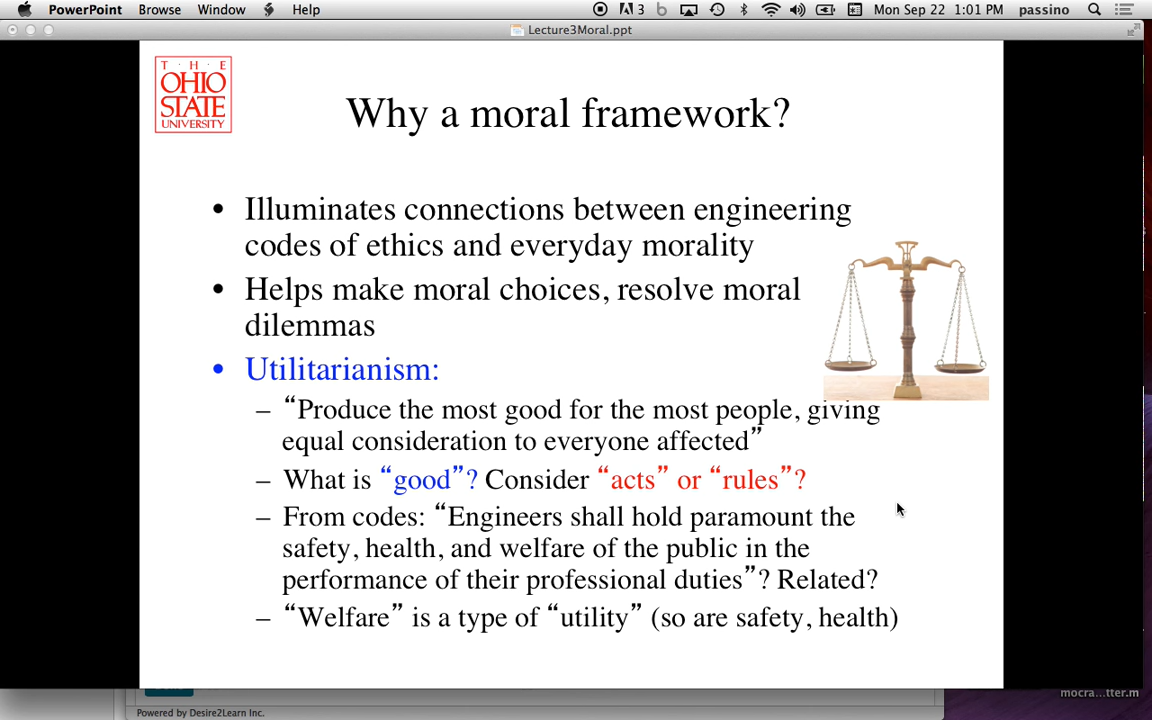 PowerPoint Browse Window Help 3 Mon Sep 22 1:01 PM passino
Lecture3Moral.ppt
T · H · E
OHIO
STATE
UNIVERSITY
Why a moral framework?
• Illuminates connections between engineering
codes of ethics and everyday morality
• Helps make moral choices, resolve moral
dilemmas
• Utilitarianism:
– “Produce the most good for the most people, giving
equal consideration to everyone affected”
– What is “good”? Consider “acts” or “rules”?
– From codes: “Engineers shall hold paramount the
safety, health, and welfare of the public in the
performance of their professional duties”? Related?
– “Welfare” is a type of “utility” (so are safety, health)
mocra...tter.m
Powered by Desire2Learn Inc.